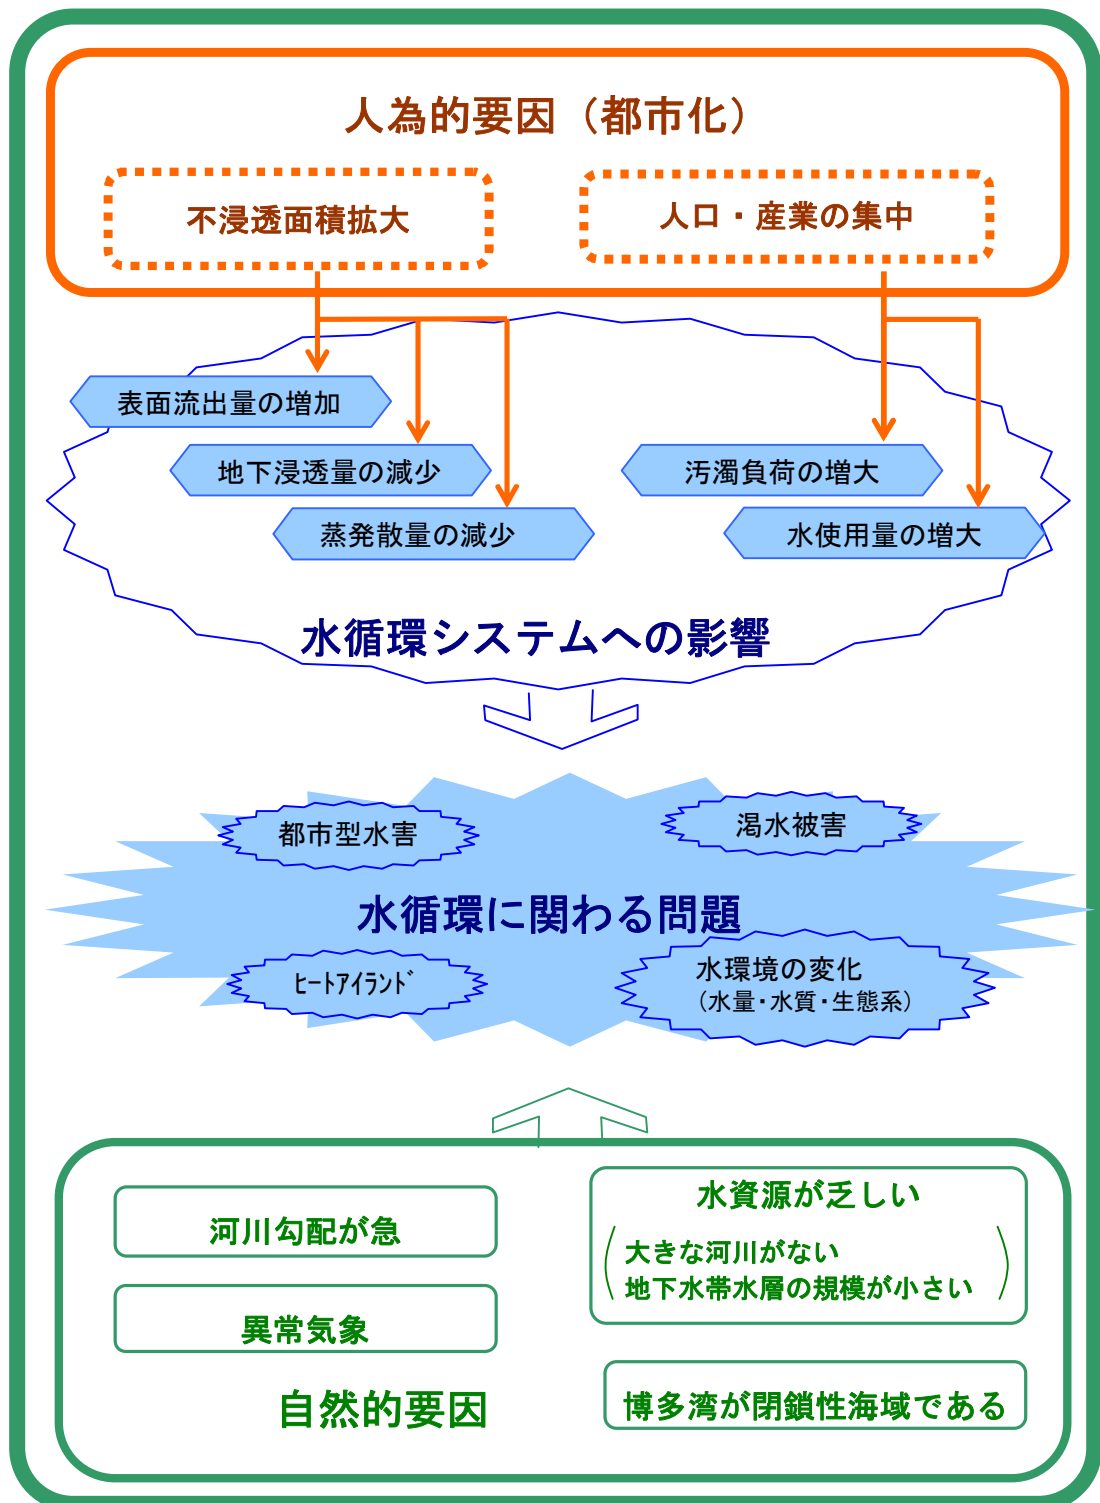 人為的要因（都市化）
不浸透面積拡大
人口・産業の集中
表面流出量の増加
地下浸透量の減少
汚濁負荷の増大
蒸発散量の減少
水使用量の増大
水循環システムへの影響
都市型水害
渇水被害
水循環に関わる問題
ﾋｰﾄｱｲﾗﾝﾄﾞ
水環境の変化
（水量・水質・生態系）
河川勾配が急
水資源が乏しい
大きな河川がない
地下水帯水層の規模が小さい
異常気象
自然的要因
博多湾が閉鎖性海域である